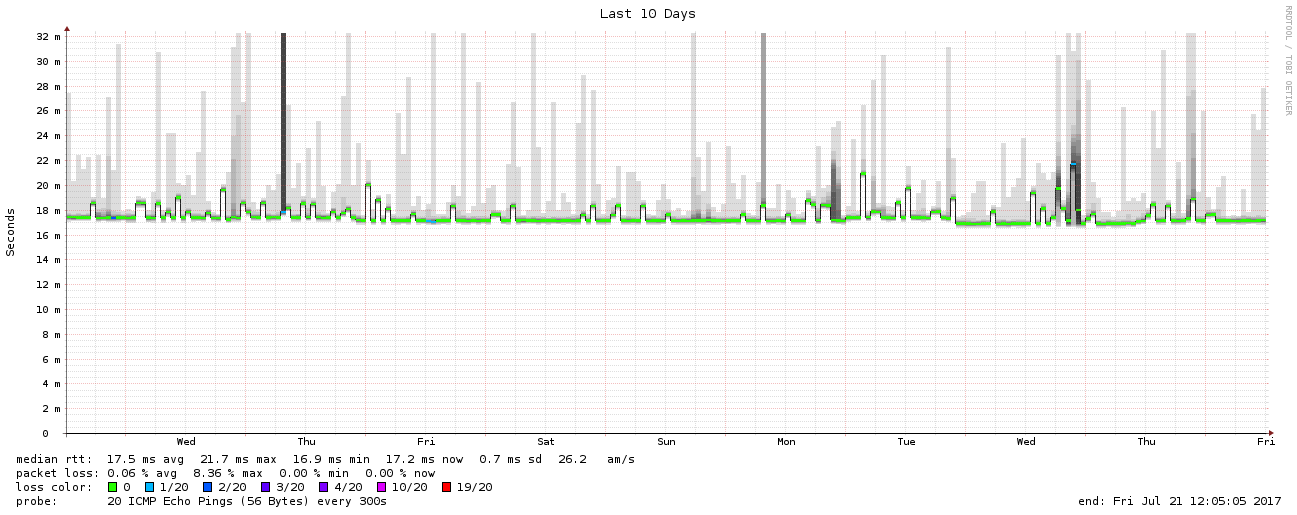 Last 10 Days
RRDTOOL / TOBI OETIKER
Seconds
32 m
30 m
28 m
26 m
24 m
22 m
20 m
18 m
16 m
14 m
12 m
10 m
8 m
6 m
4 m
2 m
0
Wed Thu Fri Sat Sun Mon Tue Wed Thu Fri
median rtt: 17.5 ms avg 21.7 ms max 16.9 ms min 17.2 ms now 0.7 ms sd 26.2 am/s
packet loss: 0.06 % avg 8.36 % max 0.00 % min 0.00 % now
loss color: 0 1/20 2/20 3/20 4/20 10/20 19/20
probe: 20 ICMP Echo Pings (56 Bytes) every 300s end: Fri Jul 21 12:05:05 2017